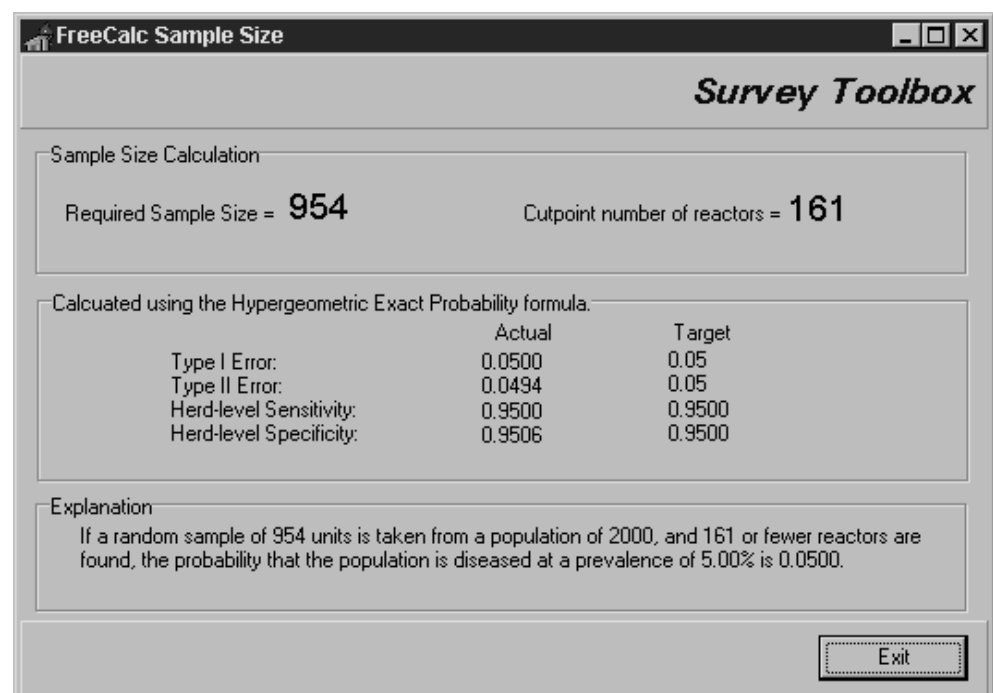 FreeCalc Sample Size
Survey Toolbox
Sample Size Calculation
Required Sample Size = 954 Cutpoint number of reactors = 161
Calcuated using the Hypergeometric Exact Probability formula.
Actual Target
Type I Error: 0.0500 0.05
Type II Error: 0.0494 0.05
Herd-level Sensitivity: 0.9500 0.9500
Herd-level Specificity: 0.9506 0.9500
Explanation
If a random sample of 954 units is taken from a population of 2000, and 161 or fewer reactors are
found, the probability that the population is diseased at a prevalence of 5.00% is 0.0500.
Exit